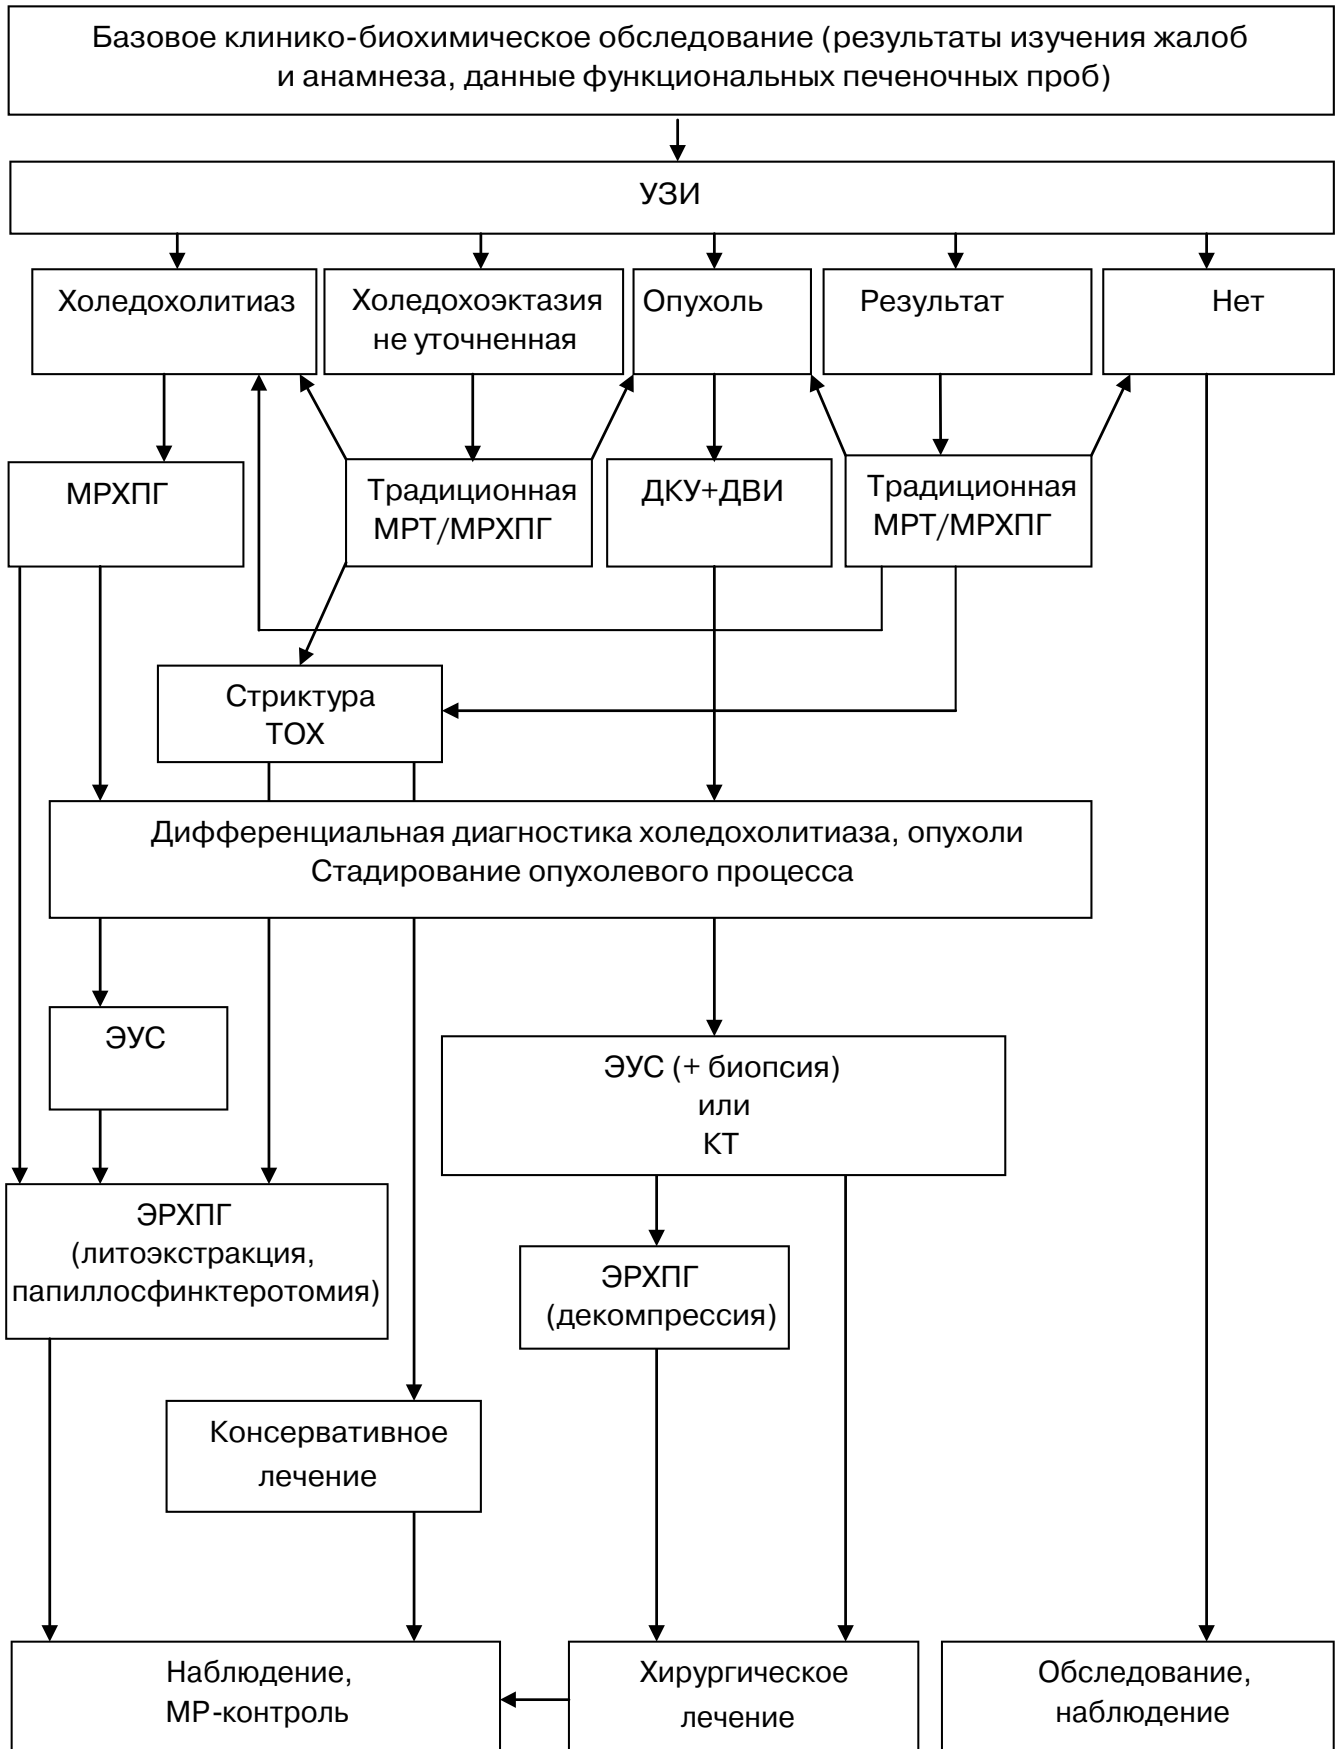 Базовое клинико-биохимическое обследование (результаты изучения жалоб
и анамнеза, данные функциональных печеночных проб)
УЗИ
Холедохолитиаз
Холедохоэктазия
не уточненная
Опухоль
Результат
Нет
МРХПГ
Традиционная
МРТ/МРХПГ
ДКУ+ДВИ
Традиционная
МРТ/МРХПГ
Стриктура
ТОХ
Дифференциальная диагностика холедохолитиаза, опухоли
Стадирование опухолевого процесса
ЭУС
ЭУС (+ биопсия)
или
КТ
ЭРХПГ
(литоэкстракция,
папиллосфинктеротомия)
ЭРХПГ
(декомпрессия)
Консервативное
лечение
Наблюдение,
МР-контроль
Хирургическое
лечение
Обследование,
наблюдение